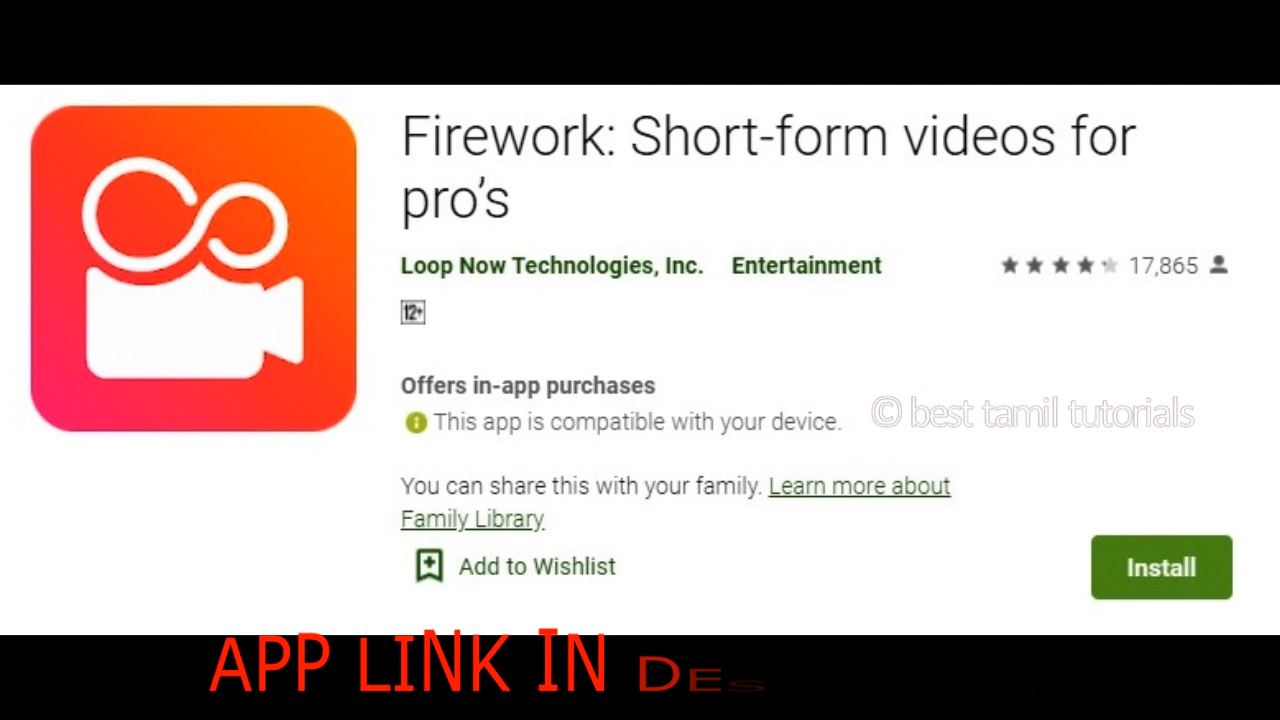 Firework: Short-form videos for
pro's
Loop Now Technologies, Inc. Entertainment 17,865
12+
Offers in-app purchases
This app is compatible with your device.
© best tamil tutorials
You can share this with your family. Learn more about
Family Library
Add to Wishlist
Install
APP LINK IN DES